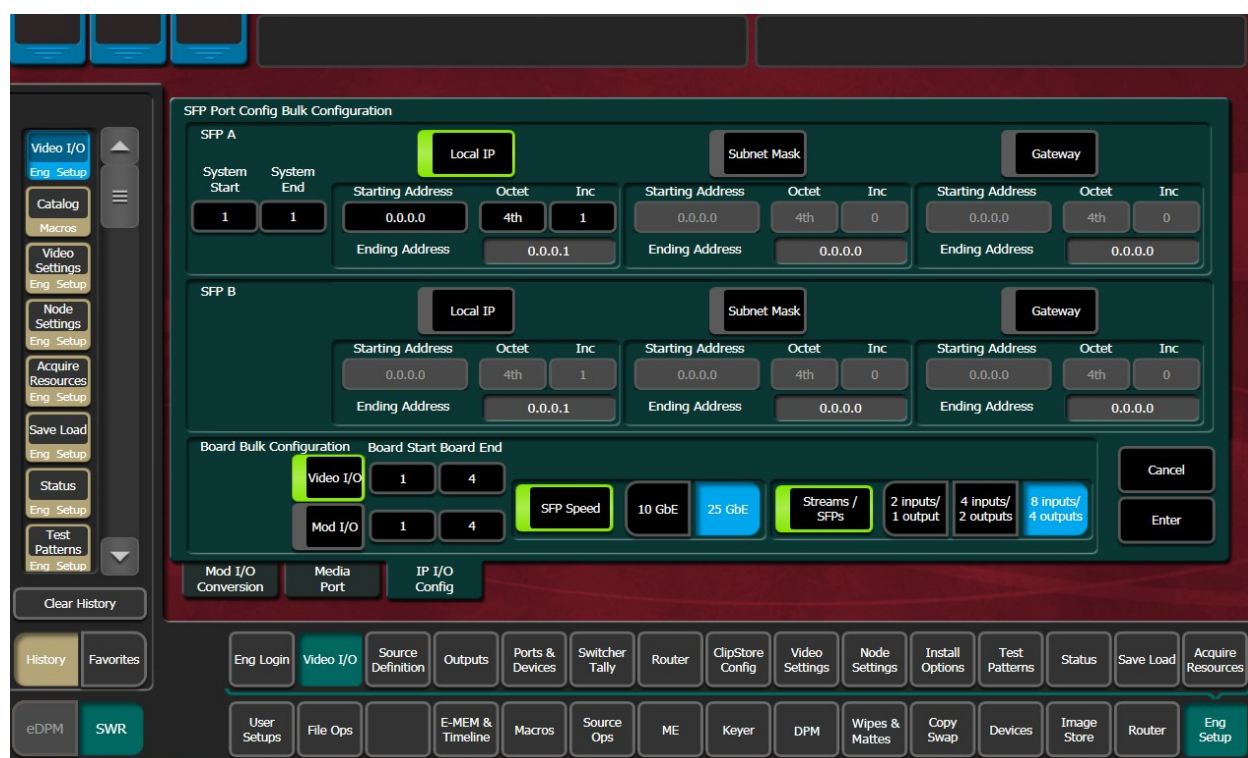 SFP Port Config Bulk Configuration
SFP A
Local IP
Subnet Mask
Gateway
System Start
System End
Starting Address Octet Inc
Starting Address Octet Inc
Starting Address Octet Inc
1 1
0.0.0.0 4th 1
0.0.0.0 4th 0
0.0.0.0 4th 0
Ending Address 0.0.0.1
Ending Address 0.0.0.0
Ending Address 0.0.0.0
SFP B
Local IP
Subnet Mask
Gateway
Starting Address Octet Inc
Starting Address Octet Inc
Starting Address Octet Inc
0.0.0.0 4th 1
0.0.0.0 4th 0
0.0.0.0 4th 0
Ending Address 0.0.0.1
Ending Address 0.0.0.0
Ending Address 0.0.0.0
Board Bulk Configuration Board Start Board End
Video I/O 1 4
Mod I/O 1 4
SFP Speed
10 GbE
25 GbE
Streams /
SFPs
2 inputs/
1 output
4 inputs/
2 outputs
8 inputs/
4 outputs
Cancel
Enter
Mod I/O
Conversion
Media
Port
IP I/O
Config
Video I/O
Eng Setup
Catalog
Macros
Video
Settings
Eng Setup
Node
Settings
Eng Setup
Acquire
Resources
Eng Setup
Save Load
Eng Setup
Status
Eng Setup
Test
Patterns
Eng Setup
Clear History
History
Favorites
Eng Login
Video I/O
Source
Definition
Outputs
Ports &
Devices
Switcher
Tally
Router
ClipStore
Config
Video
Settings
Node
Settings
Install
Options
Test
Patterns
Status
Save Load
Acquire
Resources
eDPM
SWR
User
Setups
File Ops
E-MEM &
Timeline
Macros
Source
Ops
ME
Keyer
DPM
Wipes &
Mattes
Copy
Swap
Devices
Image
Store
Router
Eng
Setup